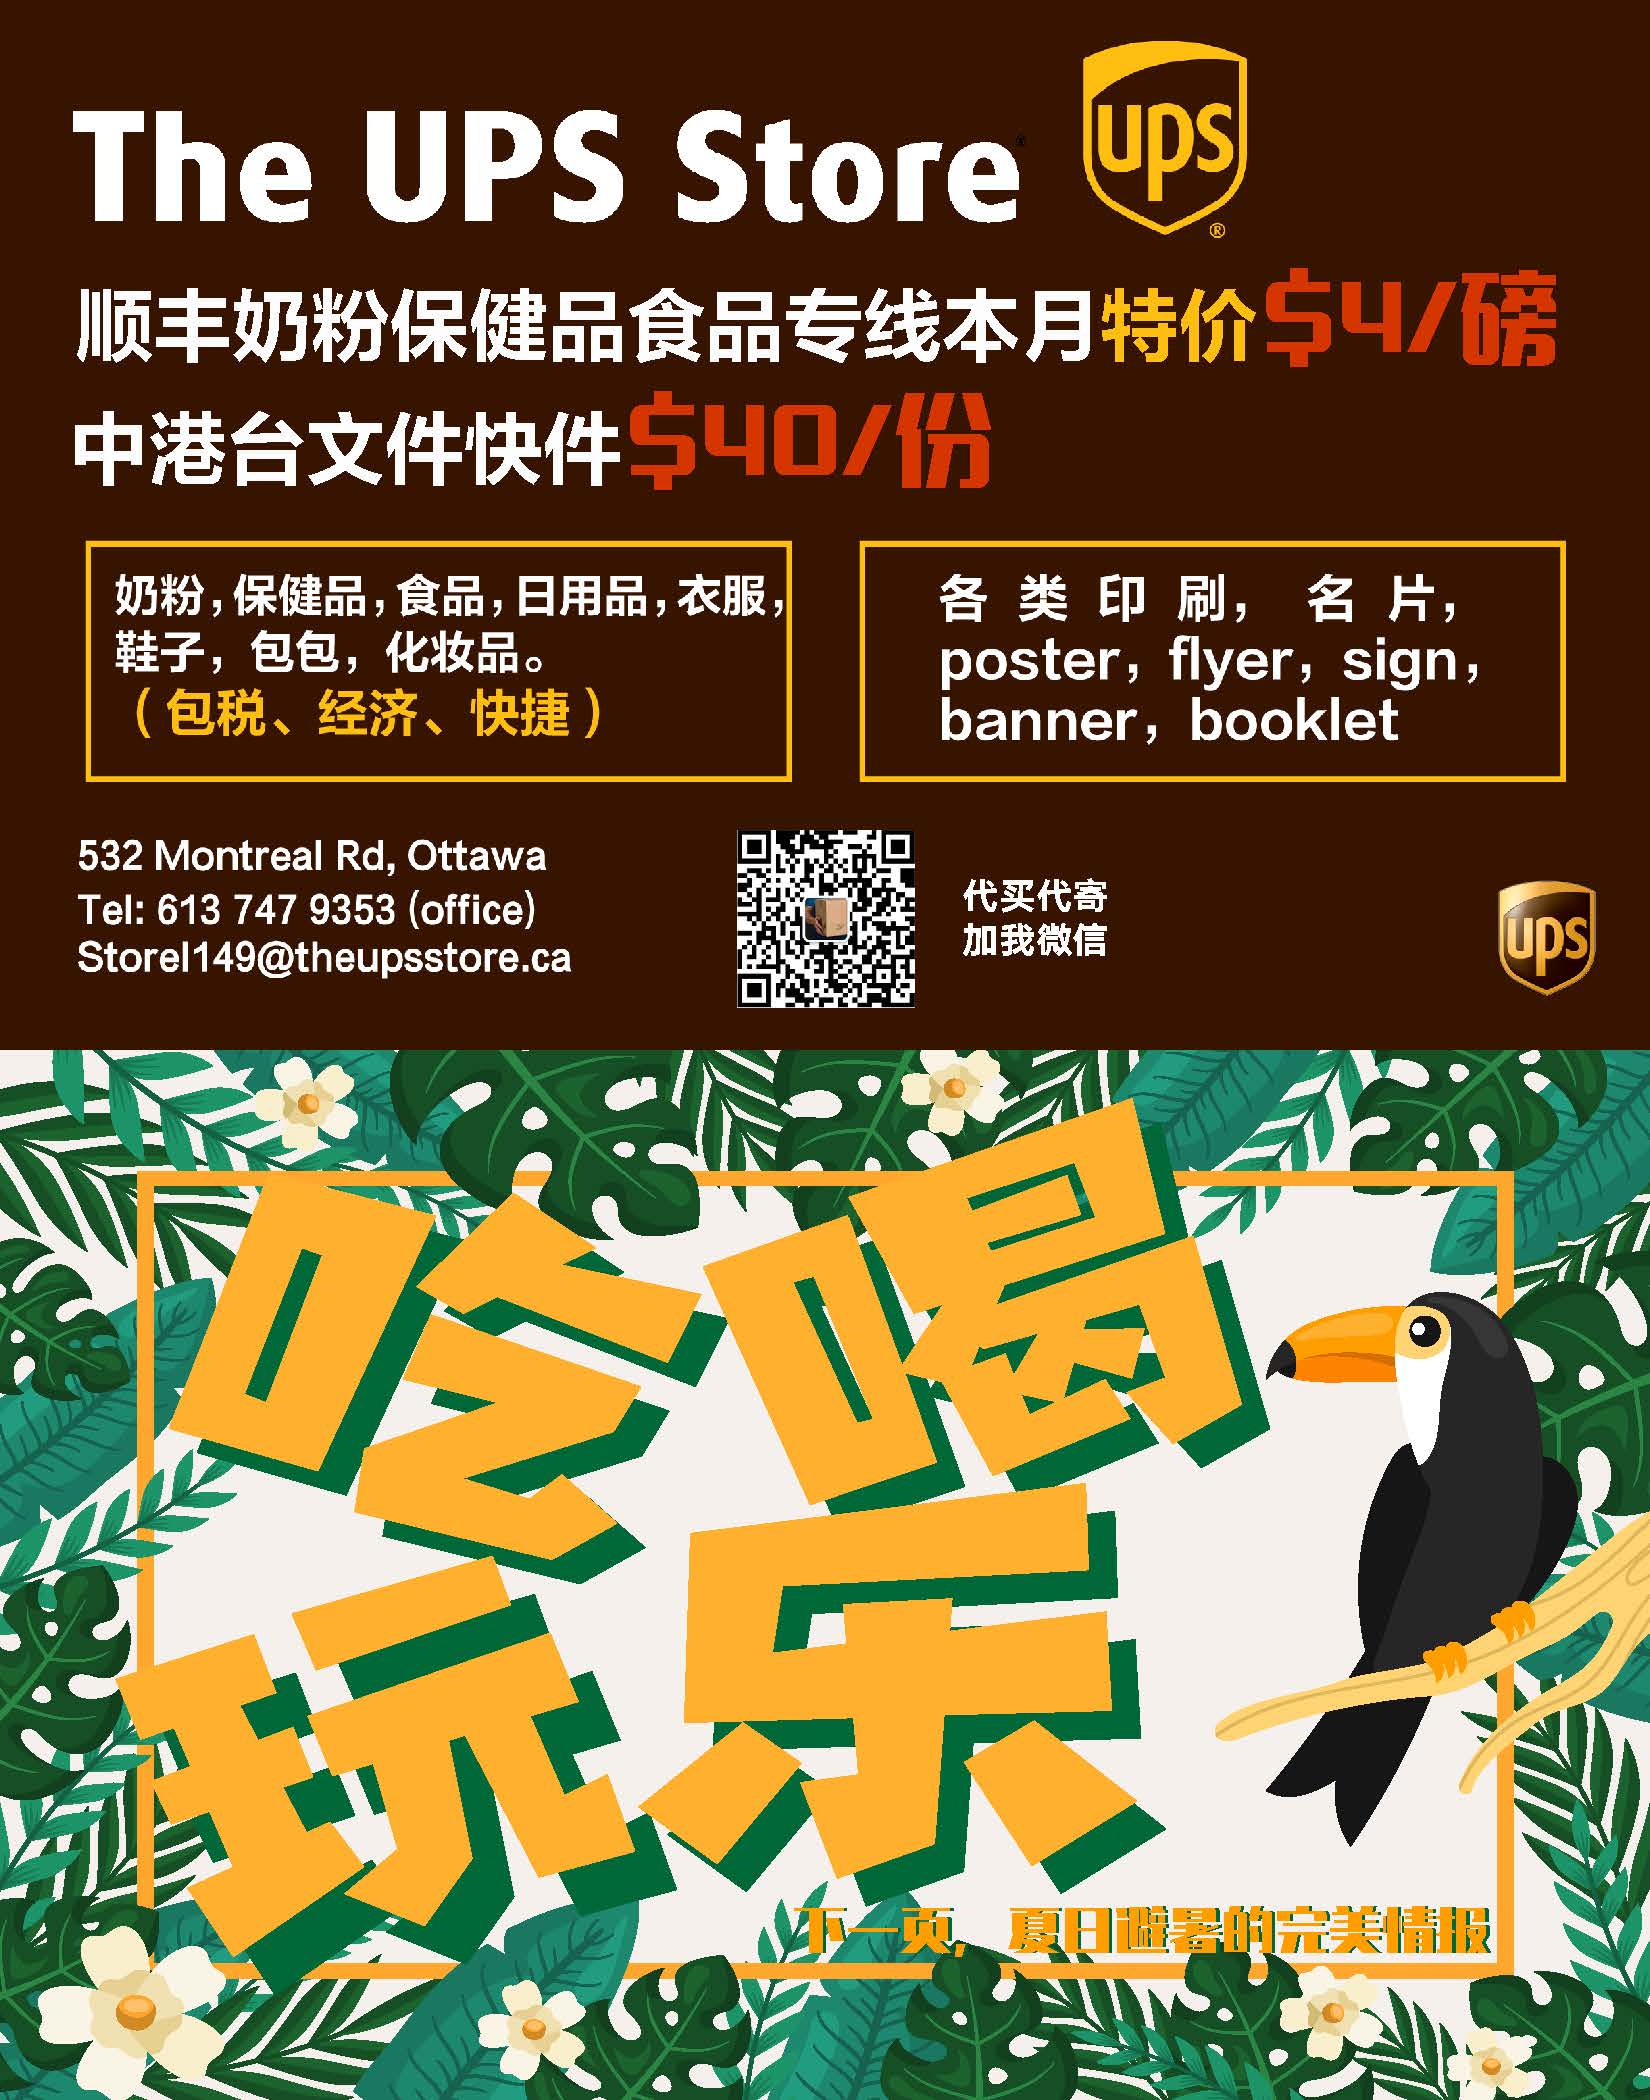 The UPS Store®
ups
®
顺丰奶粉保健品食品专线本月特价$4/磅
中港台文件快件$40/份
奶粉，保健品，食品，日用品，衣服，
鞋子，包包，化妆品。
（包税、经济、快捷）
各类印刷，名片，
poster，flyer，sign，
banner，booklet
532 Montreal Rd, Ottawa
Tel: 613 747 9353 (office)
Storel149@theupsstore.ca
代买代寄
加我微信
ups
吃喝
玩乐
下一页，夏日避暑的完美情报